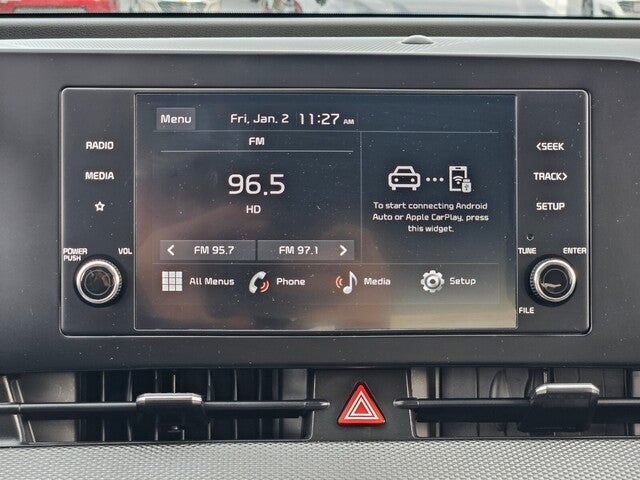 Menu
Fri, Jan. 2 11:27 AM
FM
96.5
HD
FM 95.7
FM 97.1
To start connecting Android
Auto or Apple CarPlay, press
this widget.
All Menus
Phone
Media
Setup
RADIO
MEDIA
POWER
PUSH
VOL
<SEEK
TRACK>
SETUP
TUNE
ENTER
FILE